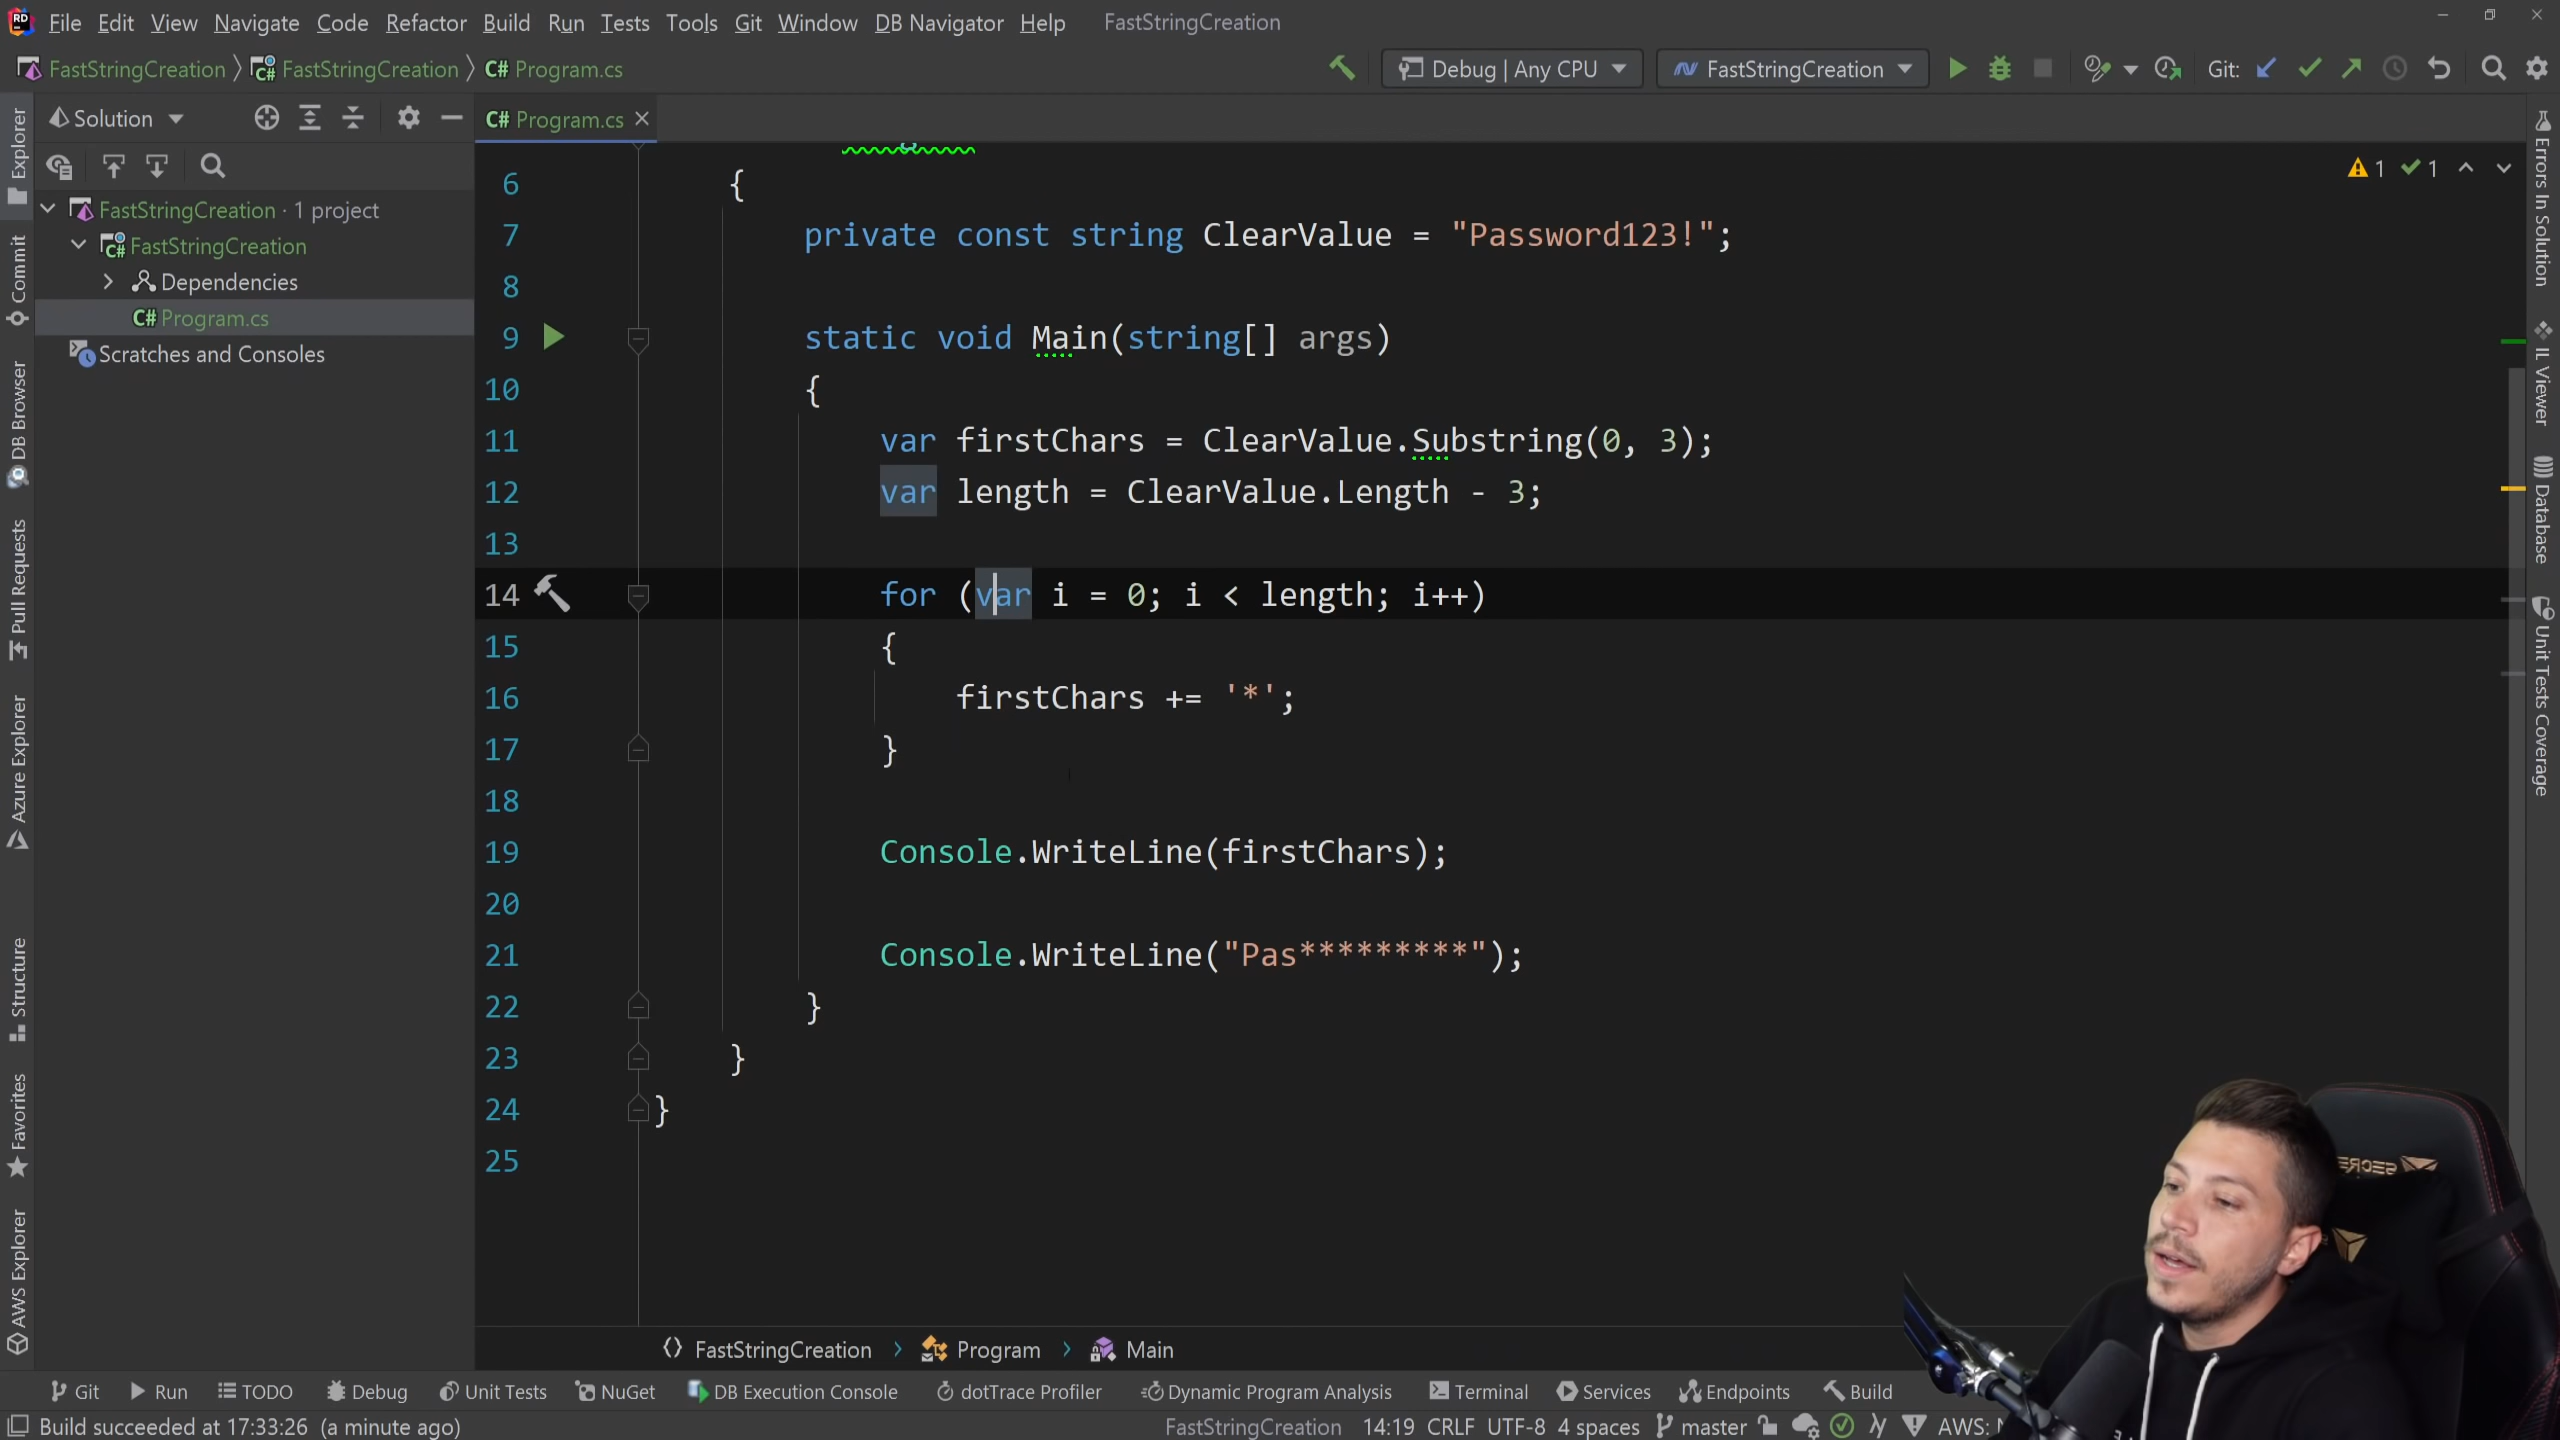 File Edit View Navigate Code Refactor Build Run Tests Tools Git Window DB Navigator Help FastStringCreation
FastStringCreation FastStringCreation C# Program.cs Debug | Any CPU FastStringCreation Git:
Solution
C# Program.cs
1 1
FastStringCreation · 1 project
FastStringCreation
Dependencies
C# Program.cs
Scratches and Consoles
Explorer
Commit
DB Browser
Pull Requests
Azure Explorer
Structure
Favorites
AWS Explorer
6 {
7 private const string ClearValue = "Password123!";
8
9 static void Main(string[] args)
10 {
11 var firstChars = ClearValue.Substring(0, 3);
12 var length = ClearValue.Length - 3;
13
14 for (var i = 0; i < length; i++)
15 {
16 firstChars += '*';
17 }
18
19 Console.WriteLine(firstChars);
20
21 Console.WriteLine("Pas*********");
22 }
23 }
24 }
25
Errors In Solution
IL Viewer
Database
Unit Tests Coverage
FastStringCreation Program Main
Git Run TODO Debug Unit Tests NuGet DB Execution Console dotTrace Profiler Dynamic Program Analysis Terminal Services Endpoints Build
Build succeeded at 17:33:26 (a minute ago) FastStringCreation 14:19 CRLF UTF-8 4 spaces master AWS: